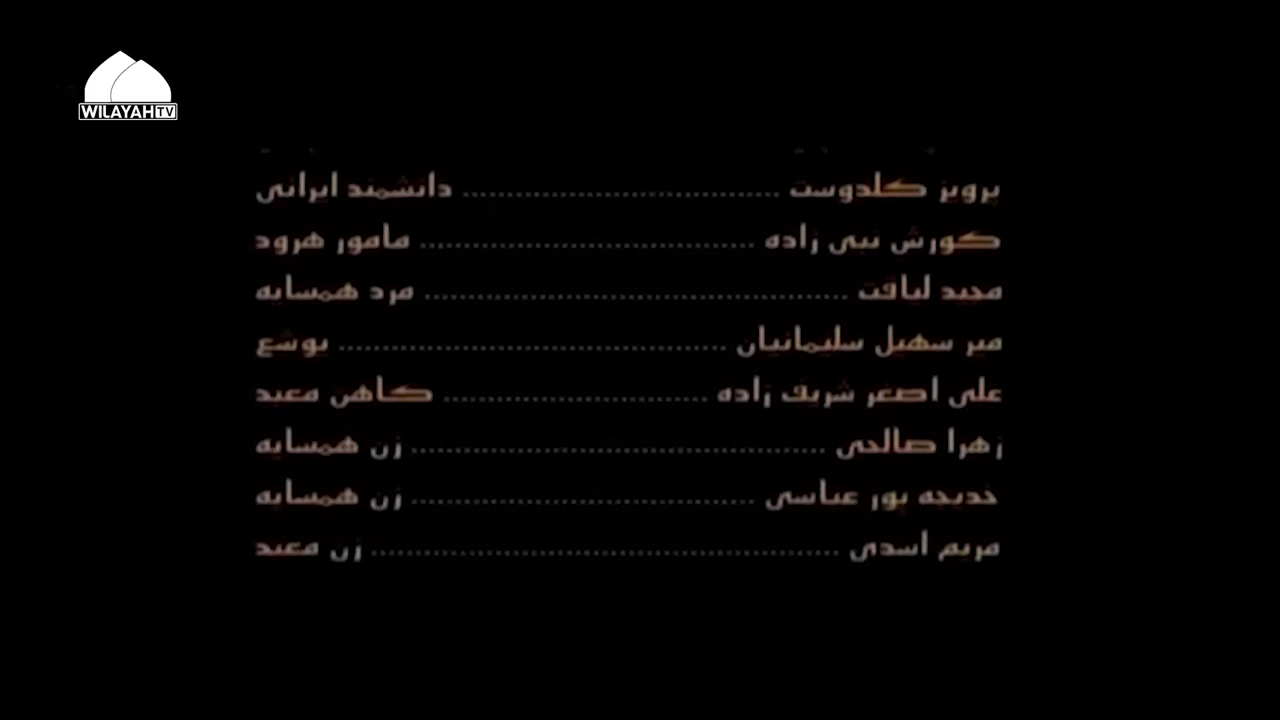 WILAYAH TV
پرویز کلدوست ........................................ دانشمند ایرانی
کورش نبی زاده ........................................ مامور هرود
مجید لیاقت ........................................ مرد همسایه
میر سهیل سلیمانیان ........................................ یوشع
علی اصغر شریف زاده ........................................ کاهن معبد
زهرا صالحی ........................................ زن همسایه
خدیجه پور عباسی ........................................ زن همسایه
مریم اسدی ........................................ زن معبد